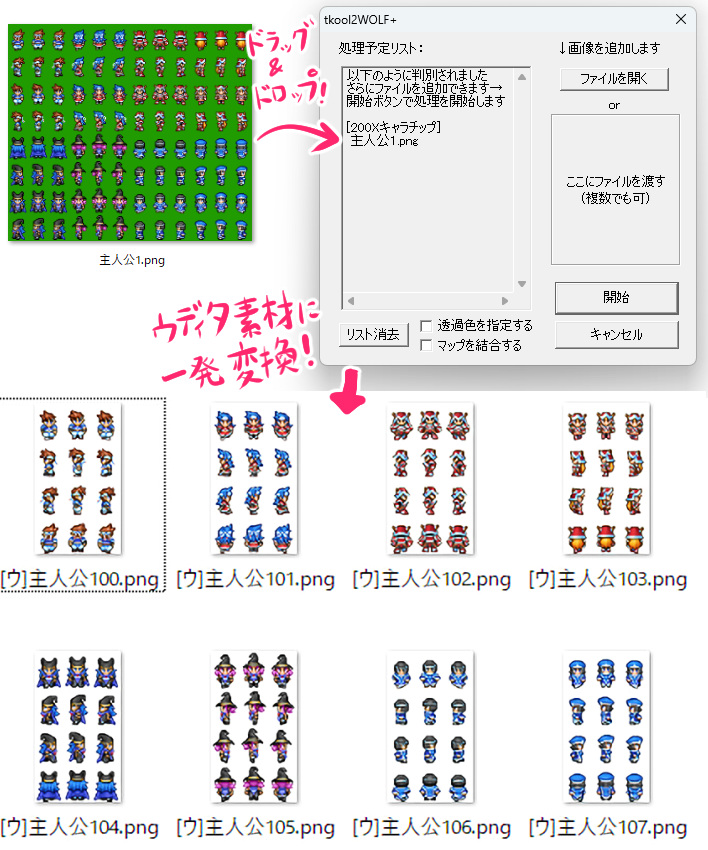 ドラッグ
&
ドロップ!
主人公1.png
tkool2WOLF+
処理予定リスト:
↓画像を追加します
以下のように判別されました
さらにファイルを追加できます→
開始ボタンで処理を開始します
[200Xキャラチップ]
主人公1.png
ファイルを開く
or
ここにファイルを渡す
(複数でも可)
開始
リスト消去
透過色を指定する
マップを結合する
キャンセル
ウディタ素材に
一発変換!
[ウ]主人公100.png
[ウ]主人公101.png
[ウ]主人公102.png
[ウ]主人公103.png
[ウ]主人公104.png
[ウ]主人公105.png
[ウ]主人公106.png
[ウ]主人公107.png